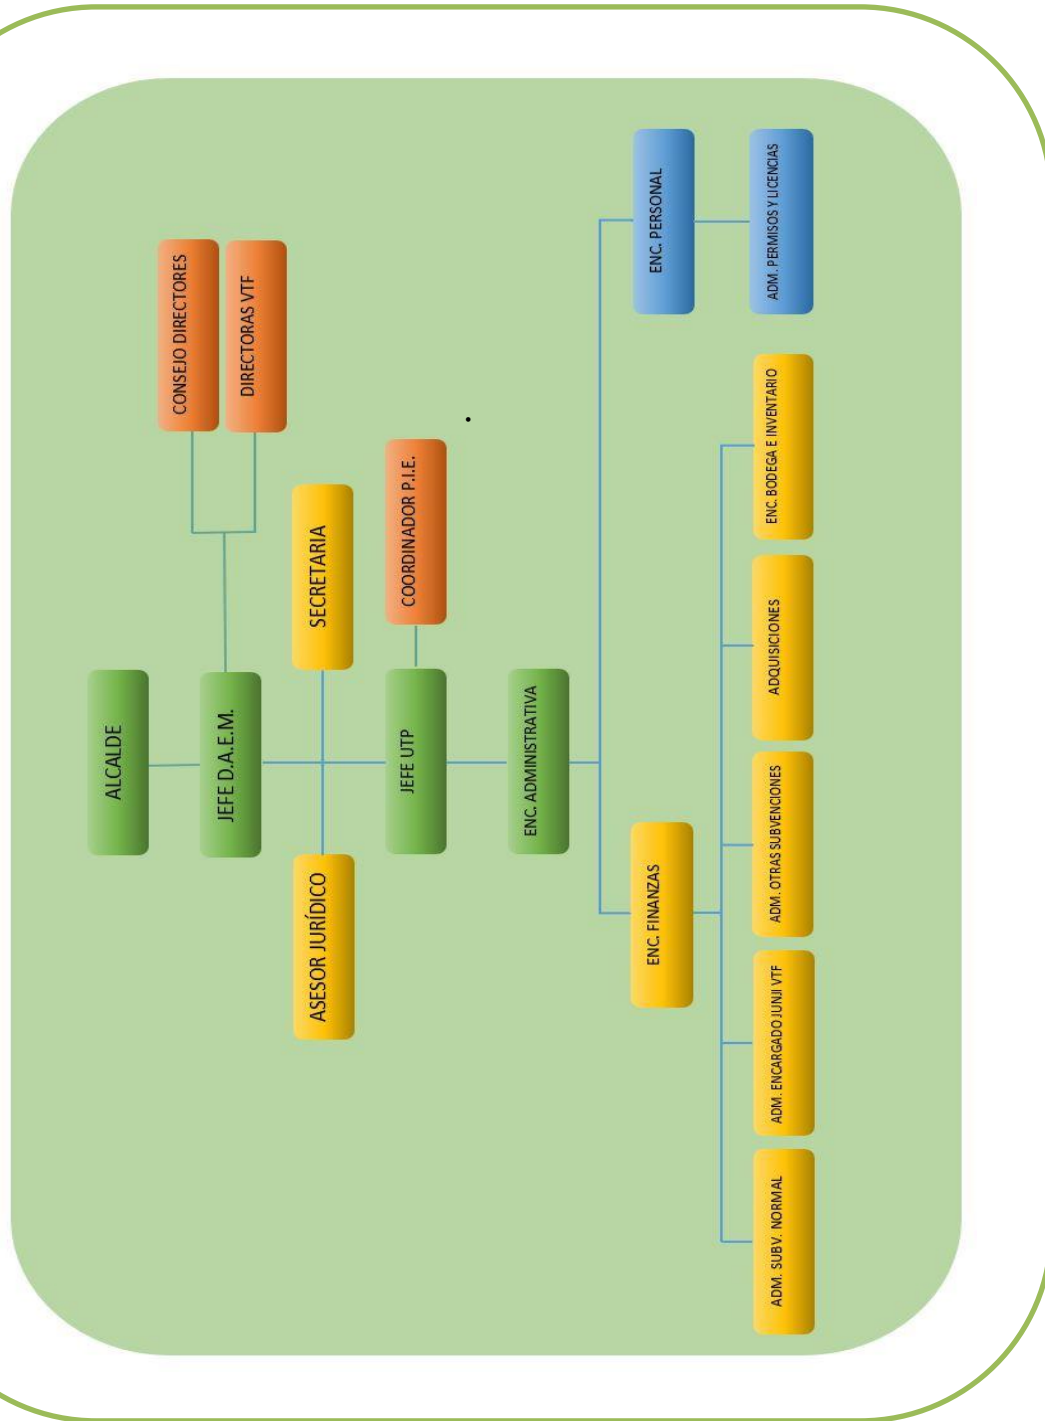 ALCALDE
JEFE D.A.E.M.
CONSEJO DIRECTORES
DIRECTORAS VTF
ASESOR JURÍDICO
SECRETARIA
JEFE UTP
COORDINADOR P.I.E.
ENC. ADMINISTRATIVA
ENC. FINANZAS
ENC. PERSONAL
ADM. SUBV. NORMAL
ADM. ENCARGADO JUNJI VTF
ADM. OTRAS SUBVENCIONES
ADQUISICIONES
ENC. BODEGA E INVENTARIO
ADM. PERMISOS Y LICENCIAS